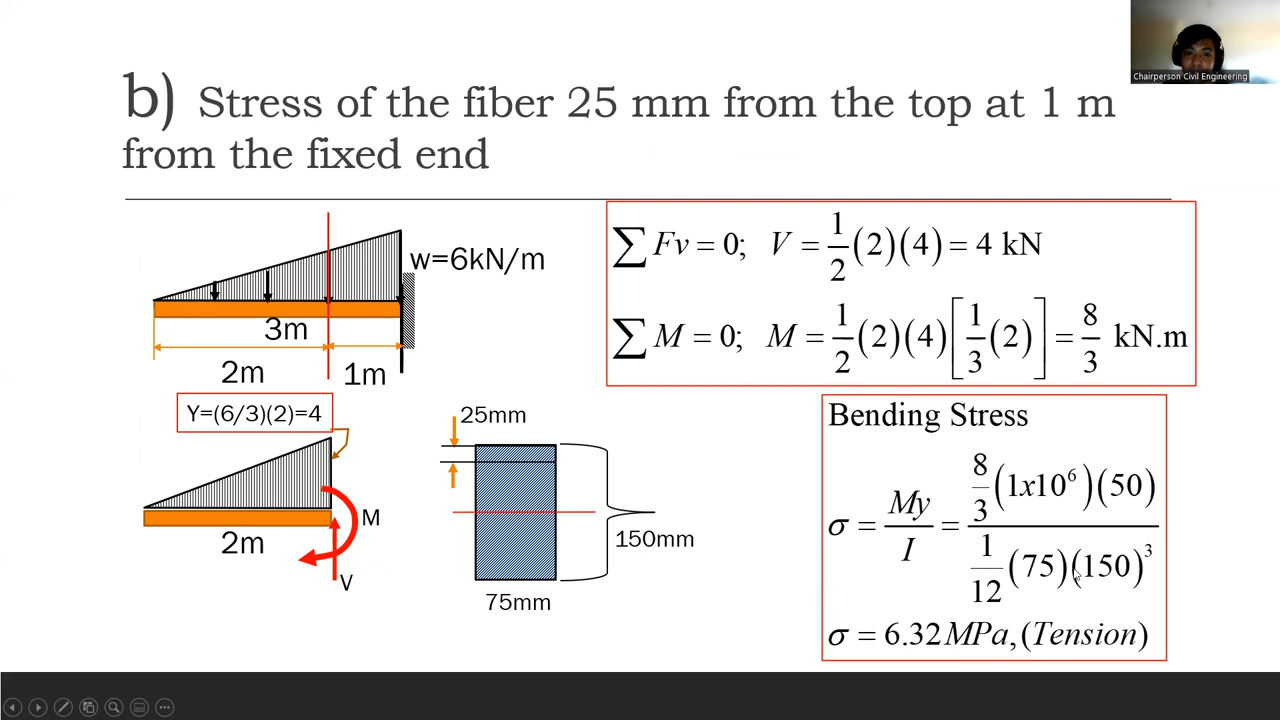 Chairperson Civil Engineering
b) Stress of the fiber 25 mm from the top at 1 m
from the fixed end
w=6kN/m
3m
2m
1m
Y=(6/3)(2)=4
M
2m
V
25mm
150mm
75mm
∑ Fv = 0; V = 1/2 (2)(4) = 4 kN
∑ M = 0; M = 1/2 (2)(4)[1/3 (2)] = 8/3 kN.m
Bending Stress
σ = My/I = 8/3 (1x10⁶)(50) / 1/12 (75)(150)³
σ = 6.32MPa,(Tension)